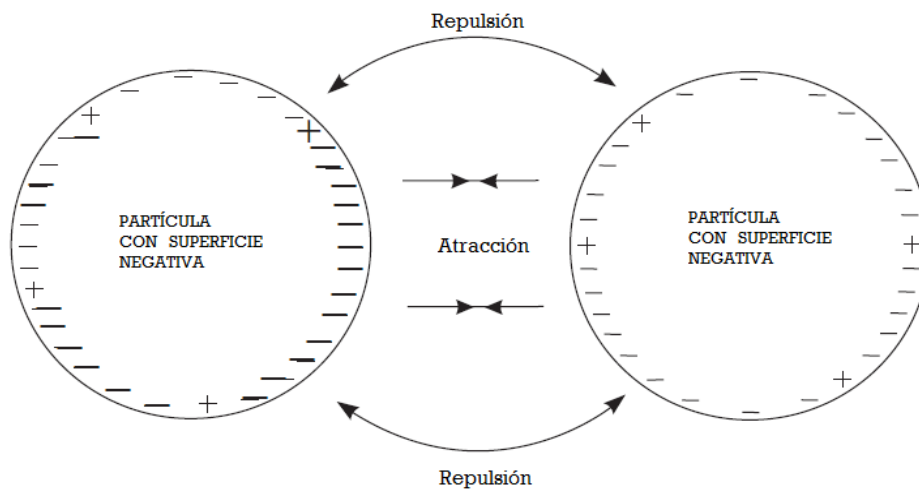 Repulsión
PARTÍCULA
CON SUPERFICIE
NEGATIVA
Atracción
PARTÍCULA
CON SUPERFICIE
NEGATIVA
Repulsión